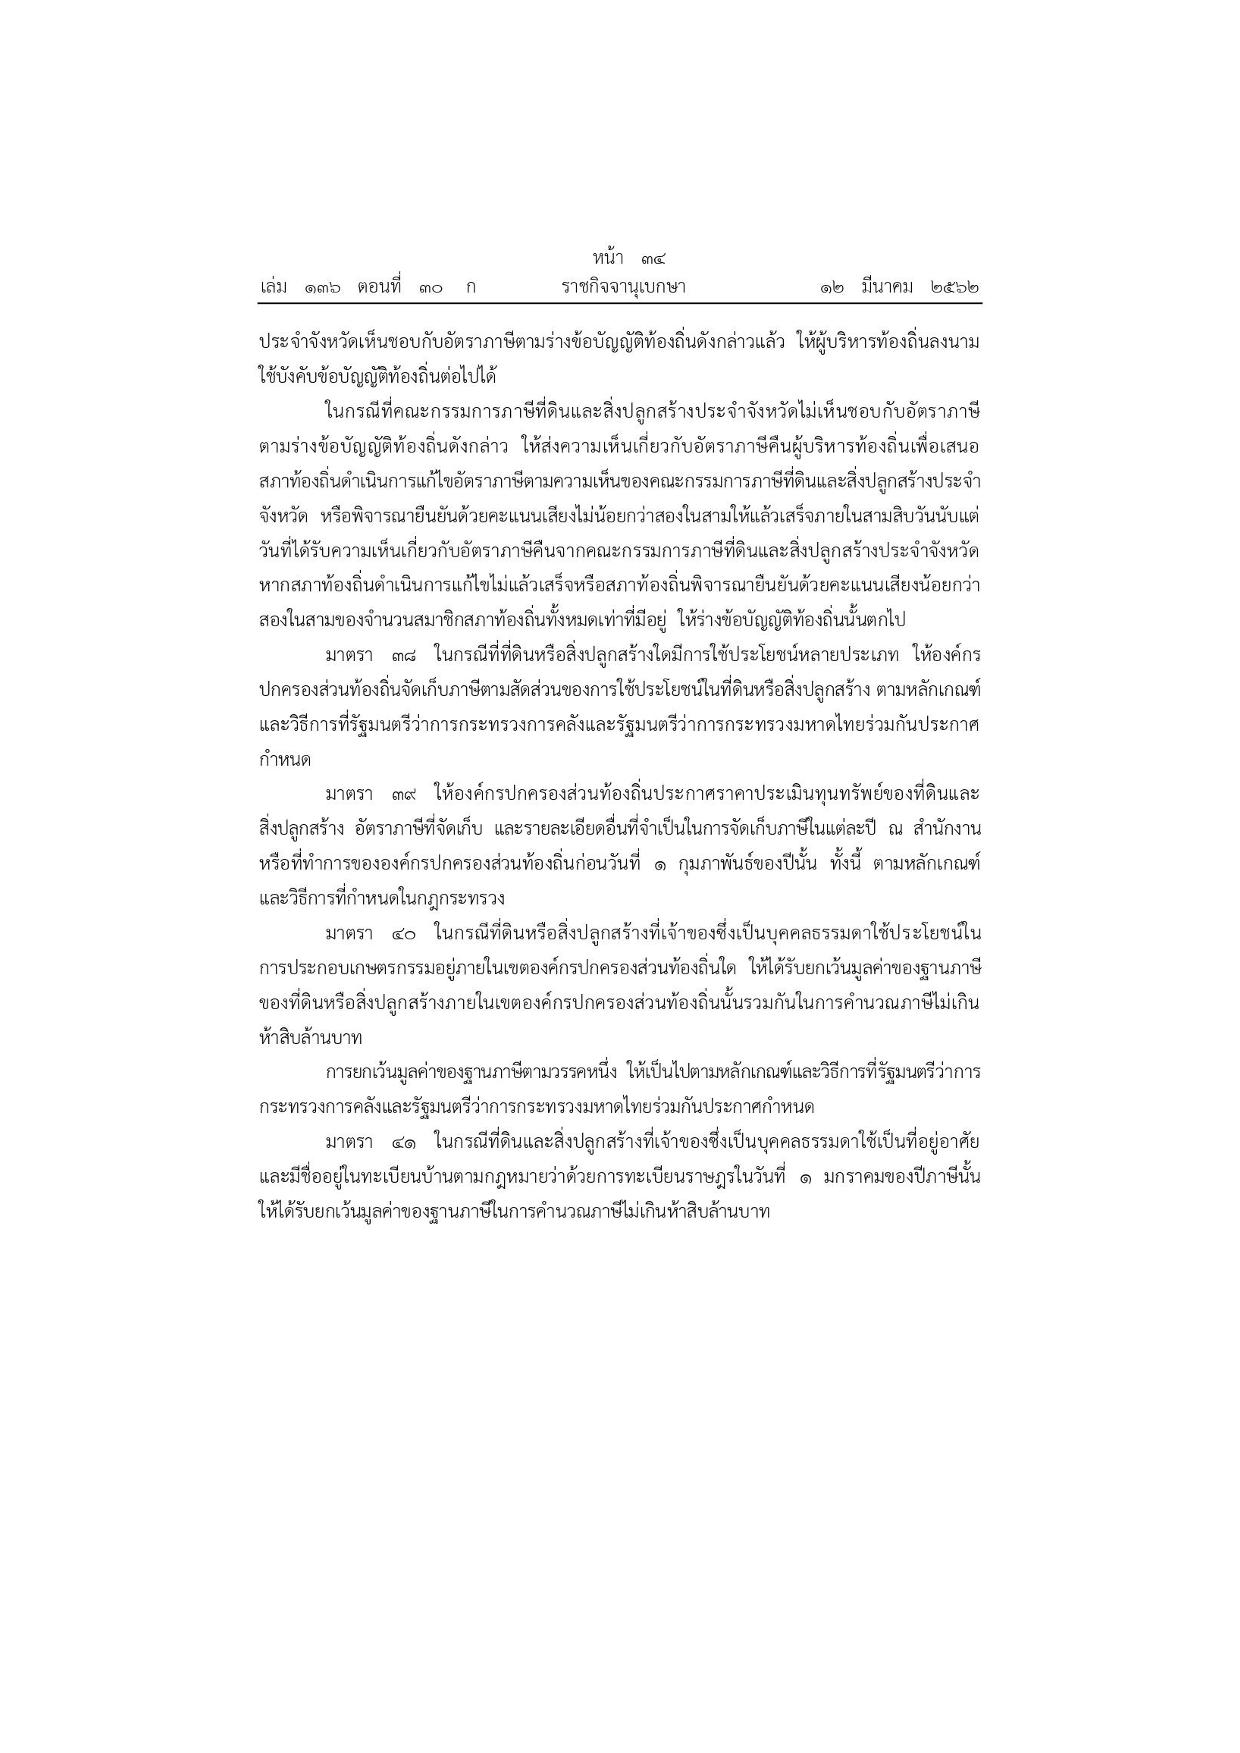 หน้า ๓๔
เล่ม ๑๓๖ ตอนที่ ๓๐ ก ราชกิจจานุเบกษา ๑๒ มีนาคม ๒๕๖๒
ประจำจังหวัดเห็นชอบกับอัตราภาษีตามร่างข้อบัญญัติท้องถิ่นดังกล่าวแล้ว ให้ผู้บริหารท้องถิ่นลงนาม
ใช้บังคับข้อบัญญัติท้องถิ่นต่อไปได้
ในกรณีที่คณะกรรมการภาษีที่ดินและสิ่งปลูกสร้างประจำจังหวัดไม่เห็นชอบกับอัตราภาษี
ตามร่างข้อบัญญัติท้องถิ่นดังกล่าว ให้ส่งความเห็นเกี่ยวกับอัตราภาษีคืนผู้บริหารท้องถิ่นเพื่อเสนอ
สภาท้องถิ่นดำเนินการแก้ไขอัตราภาษีตามความเห็นของคณะกรรมการภาษีที่ดินและสิ่งปลูกสร้างประจำ
จังหวัด หรือพิจารณายืนยันด้วยคะแนนเสียงไม่น้อยกว่าสองในสามให้แล้วเสร็จภายในสามสิบวันนับแต่
วันที่ได้รับความเห็นเกี่ยวกับอัตราภาษีคืนจากคณะกรรมการภาษีที่ดินและสิ่งปลูกสร้างประจำจังหวัด
หากสภาท้องถิ่นดำเนินการแก้ไขไม่แล้วเสร็จหรือสภาท้องถิ่นพิจารณายืนยันด้วยคะแนนเสียงน้อยกว่า
สองในสามของจำนวนสมาชิกสภาท้องถิ่นทั้งหมดเท่าที่มีอยู่ ให้ร่างข้อบัญญัติท้องถิ่นนั้นตกไป
มาตรา ๓๘ ในกรณีที่ที่ดินหรือสิ่งปลูกสร้างใดมีการใช้ประโยชน์หลายประเภท ให้องค์กร
ปกครองส่วนท้องถิ่นจัดเก็บภาษีตามสัดส่วนของการใช้ประโยชน์ในที่ดินหรือสิ่งปลูกสร้าง ตามหลักเกณฑ์
และวิธีการที่รัฐมนตรีว่าการกระทรวงการคลังและรัฐมนตรีว่าการกระทรวงมหาดไทยร่วมกันประกาศ
กำหนด
มาตรา ๓๙ ให้องค์กรปกครองส่วนท้องถิ่นประกาศราคาประเมินทุนทรัพย์ของที่ดินและ
สิ่งปลูกสร้าง อัตราภาษีที่จัดเก็บ และรายละเอียดอื่นที่จำเป็นในการจัดเก็บภาษีในแต่ละปี ณ สำนักงาน
หรือที่ทำการขององค์กรปกครองส่วนท้องถิ่นก่อนวันที่ ๑ กุมภาพันธ์ของปีนั้น ทั้งนี้ ตามหลักเกณฑ์
และวิธีการที่กำหนดในกฎกระทรวง
มาตรา ๔๐ ในกรณีที่ดินหรือสิ่งปลูกสร้างที่เจ้าของซึ่งเป็นบุคคลธรรมดาใช้ประโยชน์ใน
การประกอบเกษตรกรรมอยู่ภายในเขตองค์กรปกครองส่วนท้องถิ่นใด ให้ได้รับยกเว้นมูลค่าของฐานภาษี
ของที่ดินหรือสิ่งปลูกสร้างภายในเขตองค์กรปกครองส่วนท้องถิ่นนั้นรวมกันในการคำนวณภาษีไม่เกิน
ห้าสิบล้านบาท
การยกเว้นมูลค่าของฐานภาษีตามวรรคหนึ่ง ให้เป็นไปตามหลักเกณฑ์และวิธีการที่รัฐมนตรีว่าการ
กระทรวงการคลังและรัฐมนตรีว่าการกระทรวงมหาดไทยร่วมกันประกาศกำหนด
มาตรา ๔๑ ในกรณีที่ดินและสิ่งปลูกสร้างที่เจ้าของซึ่งเป็นบุคคลธรรมดาใช้เป็นที่อยู่อาศัย
และมีชื่ออยู่ในทะเบียนบ้านตามกฎหมายว่าด้วยการทะเบียนราษฎรในวันที่ ๑ มกราคมของปีภาษีนั้น
ให้ได้รับยกเว้นมูลค่าของฐานภาษีในการคำนวณภาษีไม่เกินห้าสิบล้านบาท